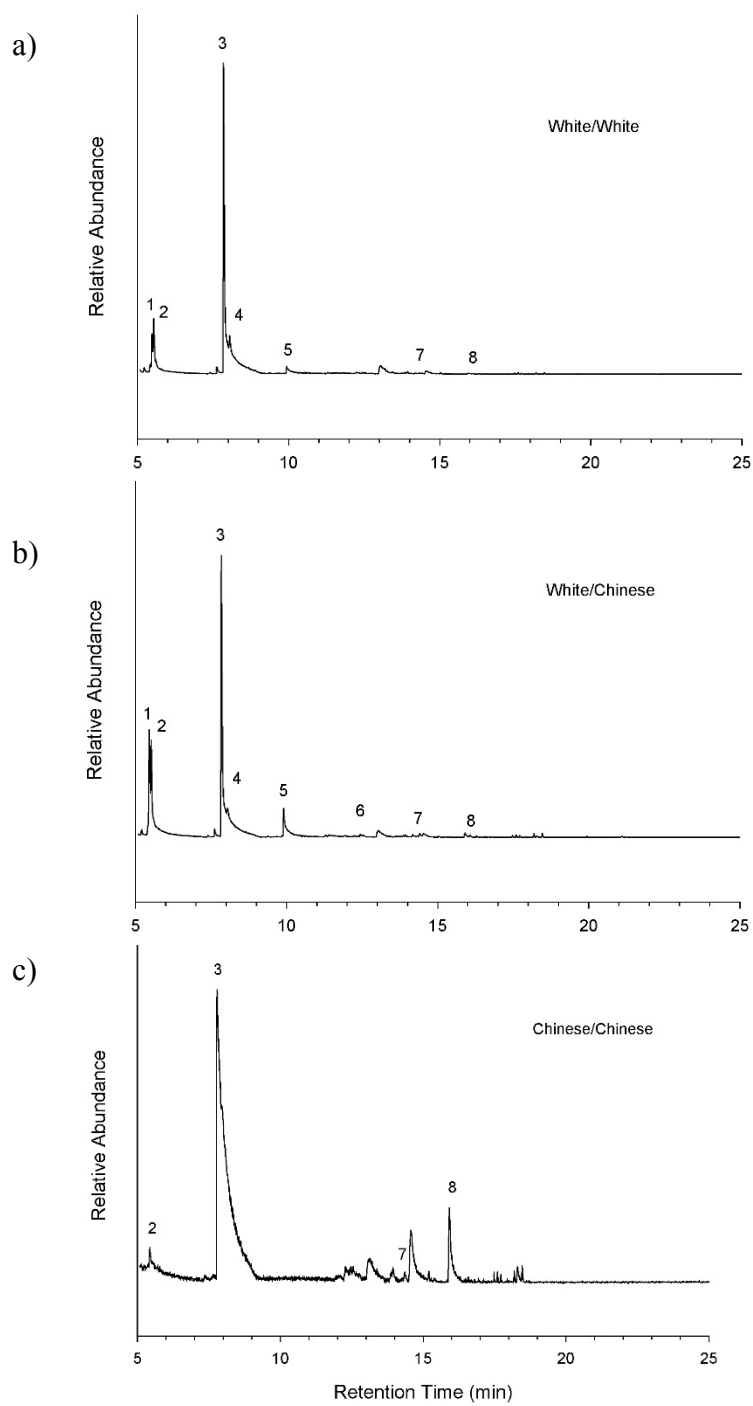 a)
3
White/White
Relative Abundance
1 2
4
5
7 8
5 10 15 20 25
b)
3
White/Chinese
Relative Abundance
1 2
4
5
6 7 8
5 10 15 20 25
c)
3
Chinese/Chinese
Relative Abundance
2
8
7
5 10 15 20 25
Retention Time (min)